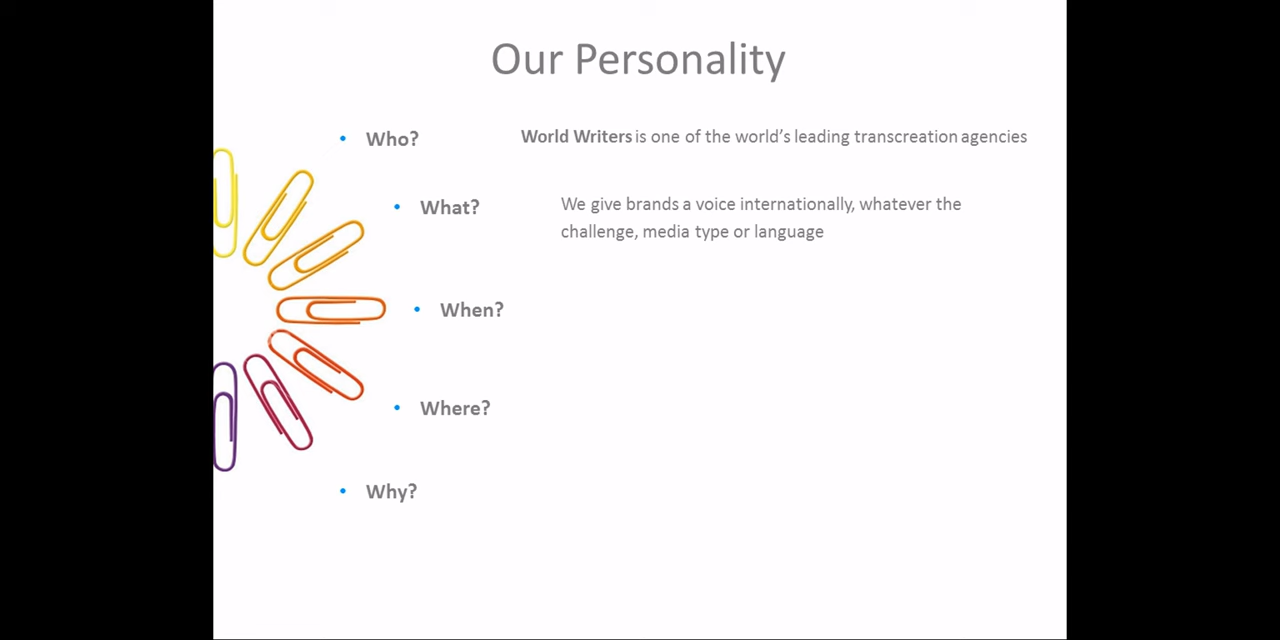 Our Personality
• Who?
World Writers is one of the world's leading transcreation agencies
• What?
We give brands a voice internationally, whatever the
challenge, media type or language
• When?
• Where?
• Why?